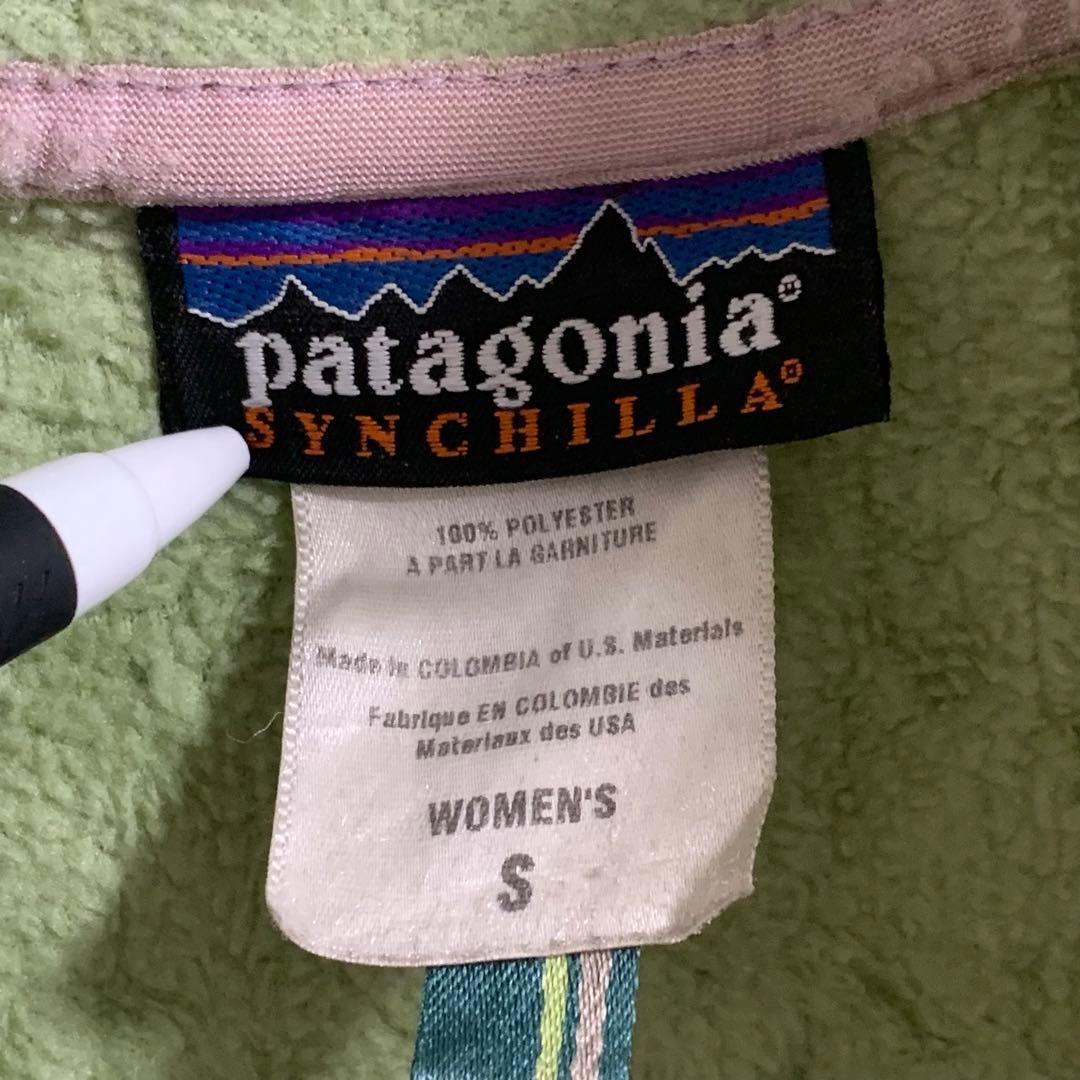 patagonia®
SYNCHILLA®
100% POLYESTER
A PART LA GARNITURE
Made in COLOMBIA of U.S. Materials
Fabrique EN COLOMBIE des
Materiaux des USA
WOMEN'S
S